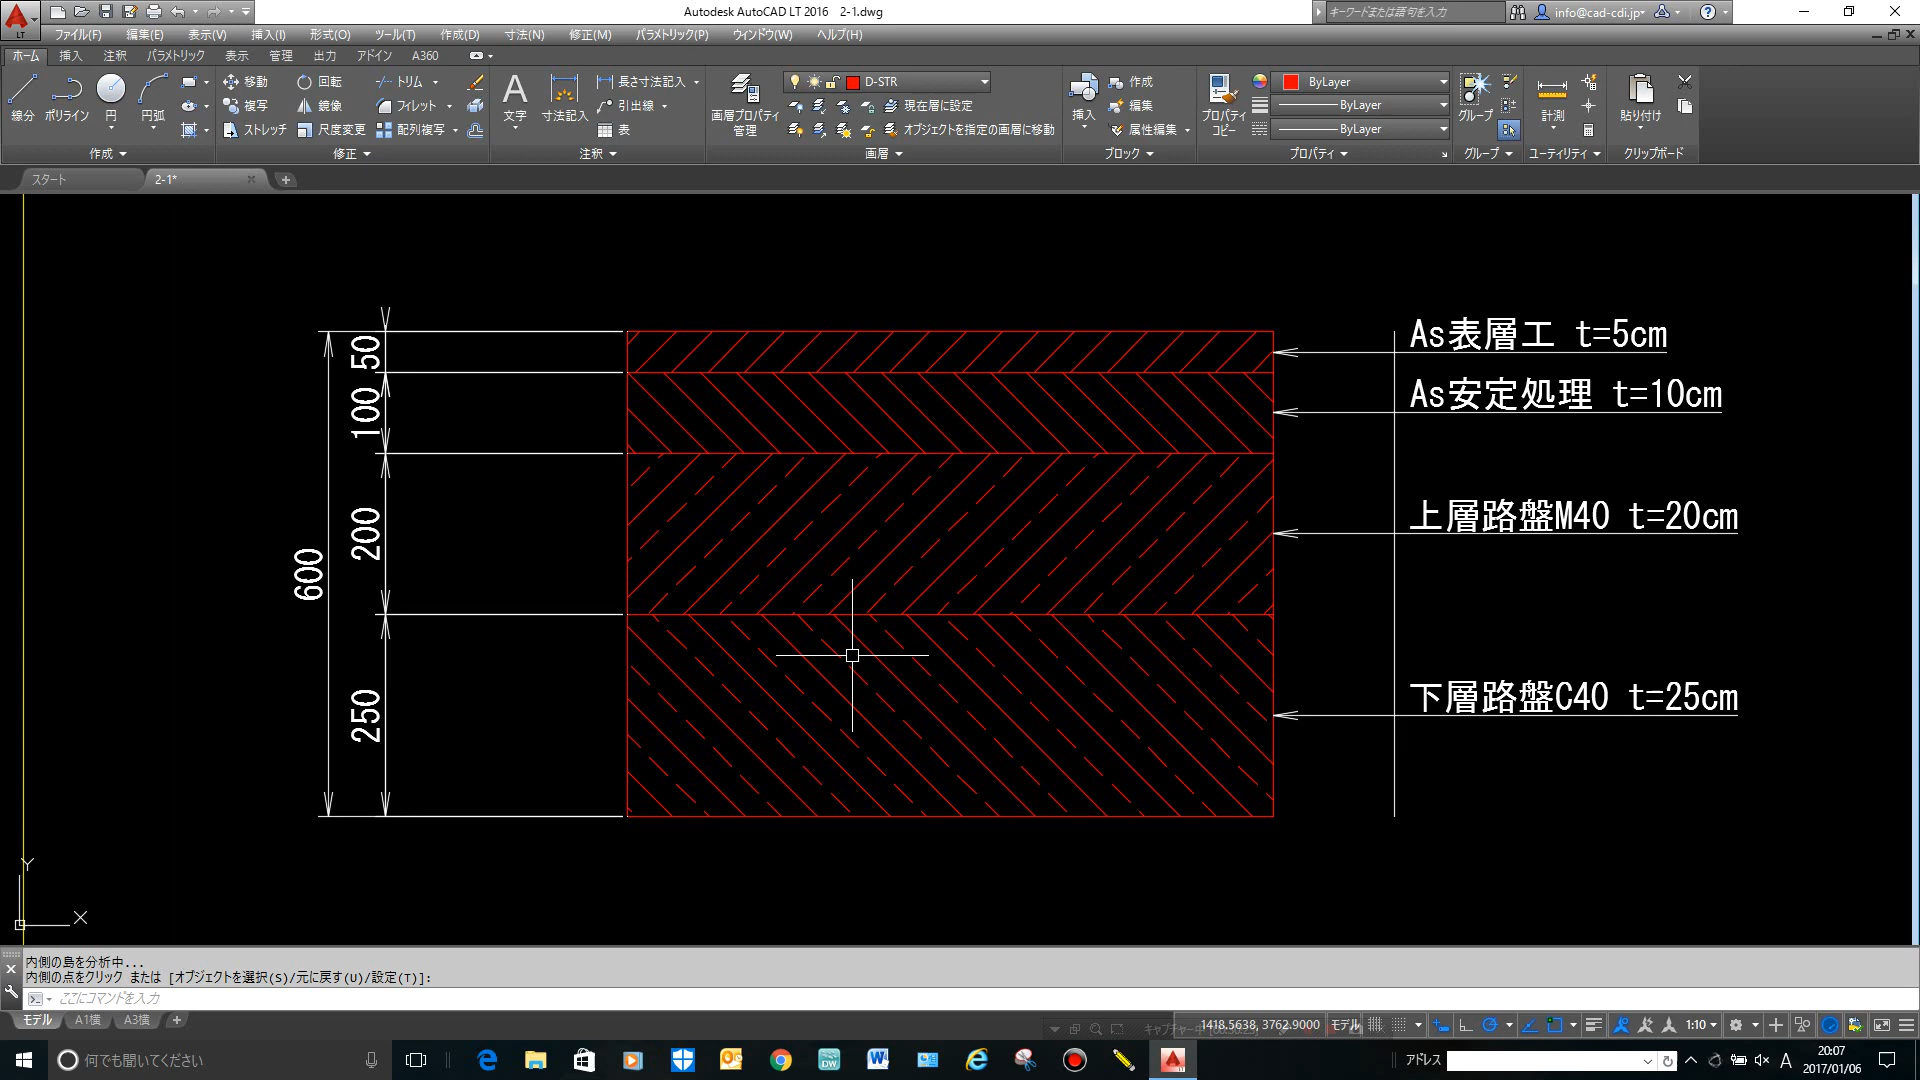 Autodesk AutoCAD LT 2016 2-1.dwg
キーワードまたは語句を入力
info@cad-cdi.jp
LT
ファイル(F) 編集(E) 表示(V) 挿入(I) 形式(O) ツール(T) 作成(D) 寸法(N) 修正(M) パラメトリック(P) ウィンドウ(W) ヘルプ(H)
ホーム 挿入 注釈 パラメトリック 表示 管理 出力 アドイン A360
線分 ポリライン 円 円弧
移動 回転 トリム
複写 鏡像 フィレット
ストレッチ 尺度変更 配列複写
文字 寸法記入
長さ寸法記入
引出線
表
画層プロパティ管理
D-STR
現在層に設定
オブジェクトを指定の画層に移動
挿入
作成
編集
属性編集
プロパティコピー
ByLayer
ByLayer
ByLayer
グループ
計測
貼り付け
作成 修正 注釈 画層 ブロック プロパティ グループ ユーティリティ クリップボード
スタート 2-1*
As表層工 t=5cm
As安定処理 t=10cm
上層路盤M40 t=20cm
下層路盤C40 t=25cm
50
100
200
250
600
Y
X
内側の島を分析中...
内側の点をクリック または [オブジェクトを選択(S)/元に戻す(U)/設定(T)]:
ここにコマンドを入力
モデル A1横 A3横
1418.5638, 3762.9000 モデル 1:10
何でも聞いてください
アドレス
A
20:07
2017/01/06